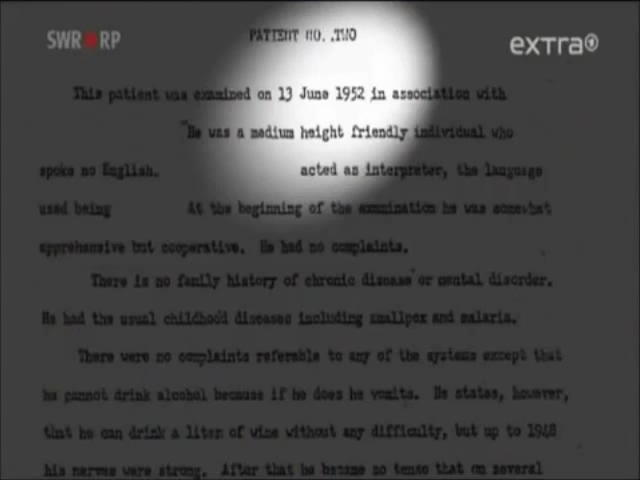 SWR RP
extra
PATIENT NO. TWO
This patient was examined on 13 June 1952 in association with
"He was a medium height friendly individual who
spoke no English. acted as interpreter, the language
used being At the beginning of the examination he was somewhat
apprehensive but cooperative. He had no complaints.
There is no family history of chronic disease or mental disorder.
He had the usual childhood diseases including smallpox and malaria.
There were no complaints referable to any of the systems except that
he cannot drink alcohol because if he does he vomits. He states, however,
that he can drink a liter of wine without any difficulty, but up to 1948
his nerves were strong. After that he became so tense that on several